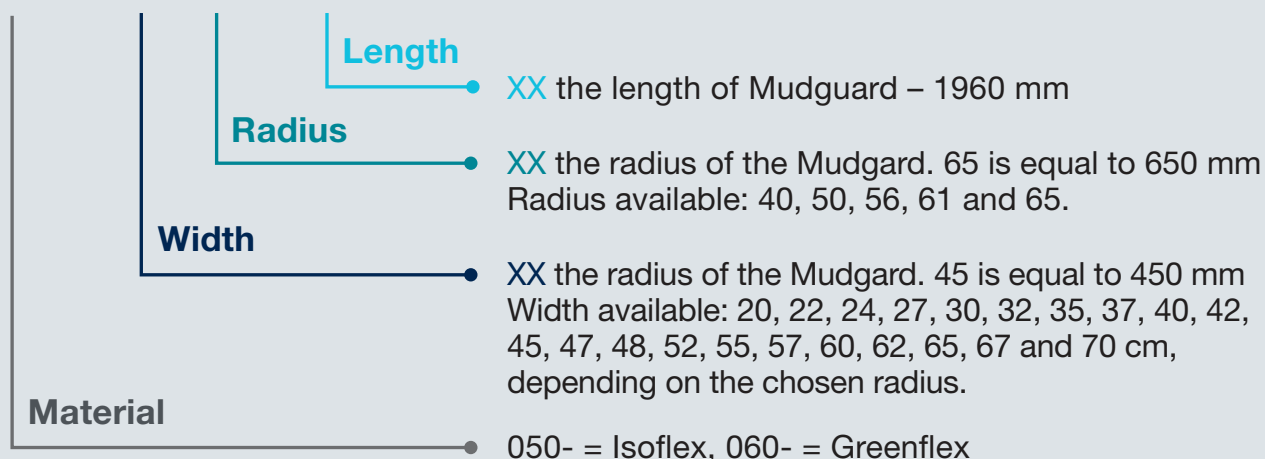 Length
XX the length of Mudguard – 1960 mm
Radius
XX the radius of the Mudgard. 65 is equal to 650 mm
Radius available: 40, 50, 56, 61 and 65.
Width
XX the radius of the Mudgard. 45 is equal to 450 mm
Width available: 20, 22, 24, 27, 30, 32, 35, 37, 40, 42,
45, 47, 48, 52, 55, 57, 60, 62, 65, 67 and 70 cm,
depending on the chosen radius.
Material
050- = Isoflex, 060- = Greenflex